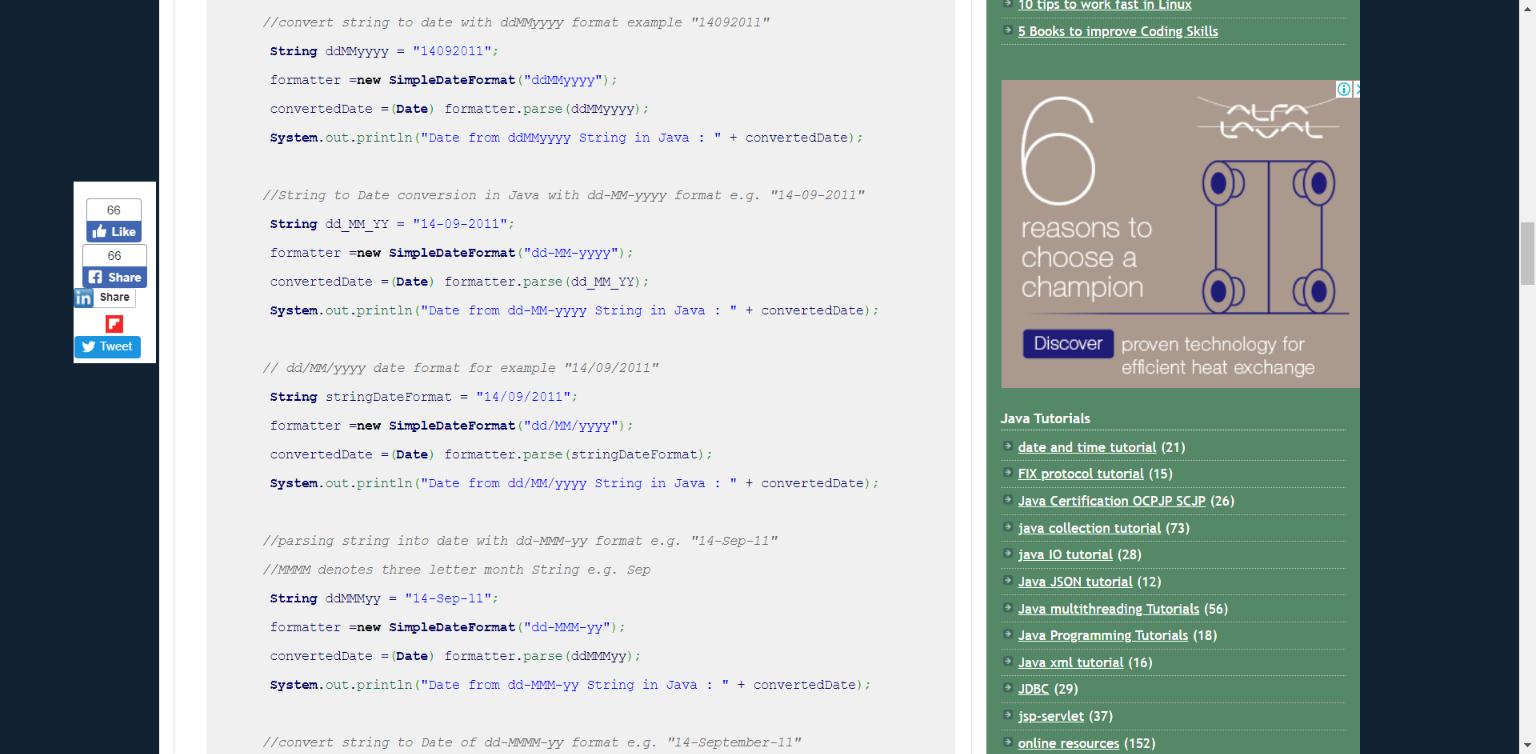 //convert string to date with ddMMyyyy format example "14092011"
String ddMMyyyy = "14092011";
formatter =new SimpleDateFormat("ddMMyyyy");
convertedDate =(Date) formatter.parse(ddMMyyyy);
System.out.println("Date from ddMMyyyy String in Java : " + convertedDate);
//String to Date conversion in Java with dd-MM-yyyy format e.g. "14-09-2011"
String dd_MM_YY = "14-09-2011";
formatter =new SimpleDateFormat("dd-MM-yyyy");
convertedDate =(Date) formatter.parse(dd_MM_YY);
System.out.println("Date from dd-MM-yyyy String in Java : " + convertedDate);
// dd/MM/yyyy date format for example "14/09/2011"
String stringDateFormat = "14/09/2011";
formatter =new SimpleDateFormat("dd/MM/yyyy");
convertedDate =(Date) formatter.parse(stringDateFormat);
System.out.println("Date from dd/MM/yyyy String in Java : " + convertedDate);
//parsing string into date with dd-MMM-yy format e.g. "14-Sep-11"
//MMMM denotes three letter month String e.g. Sep
String ddMMMyy = "14-Sep-11";
formatter =new SimpleDateFormat("dd-MMM-yy");
convertedDate =(Date) formatter.parse(ddMMMyy);
System.out.println("Date from dd-MMM-yy String in Java : " + convertedDate);
//convert string to Date of dd-MMMM-yy format e.g. "14-September-11"
66
Like
66
Share
in Share
Tweet
10 tips to work fast in Linux
5 Books to improve Coding Skills
6
ALFA
LAVAL
reasons to
choose a
champion
Discover
proven technology for
efficient heat exchange
Java Tutorials
date and time tutorial (21)
FIX protocol tutorial (15)
Java Certification OCPJP SCJP (26)
java collection tutorial (73)
java IO tutorial (28)
Java JSON tutorial (12)
Java multithreading Tutorials (56)
Java Programming Tutorials (18)
Java xml tutorial (16)
JDBC (29)
jsp-servlet (37)
online resources (152)